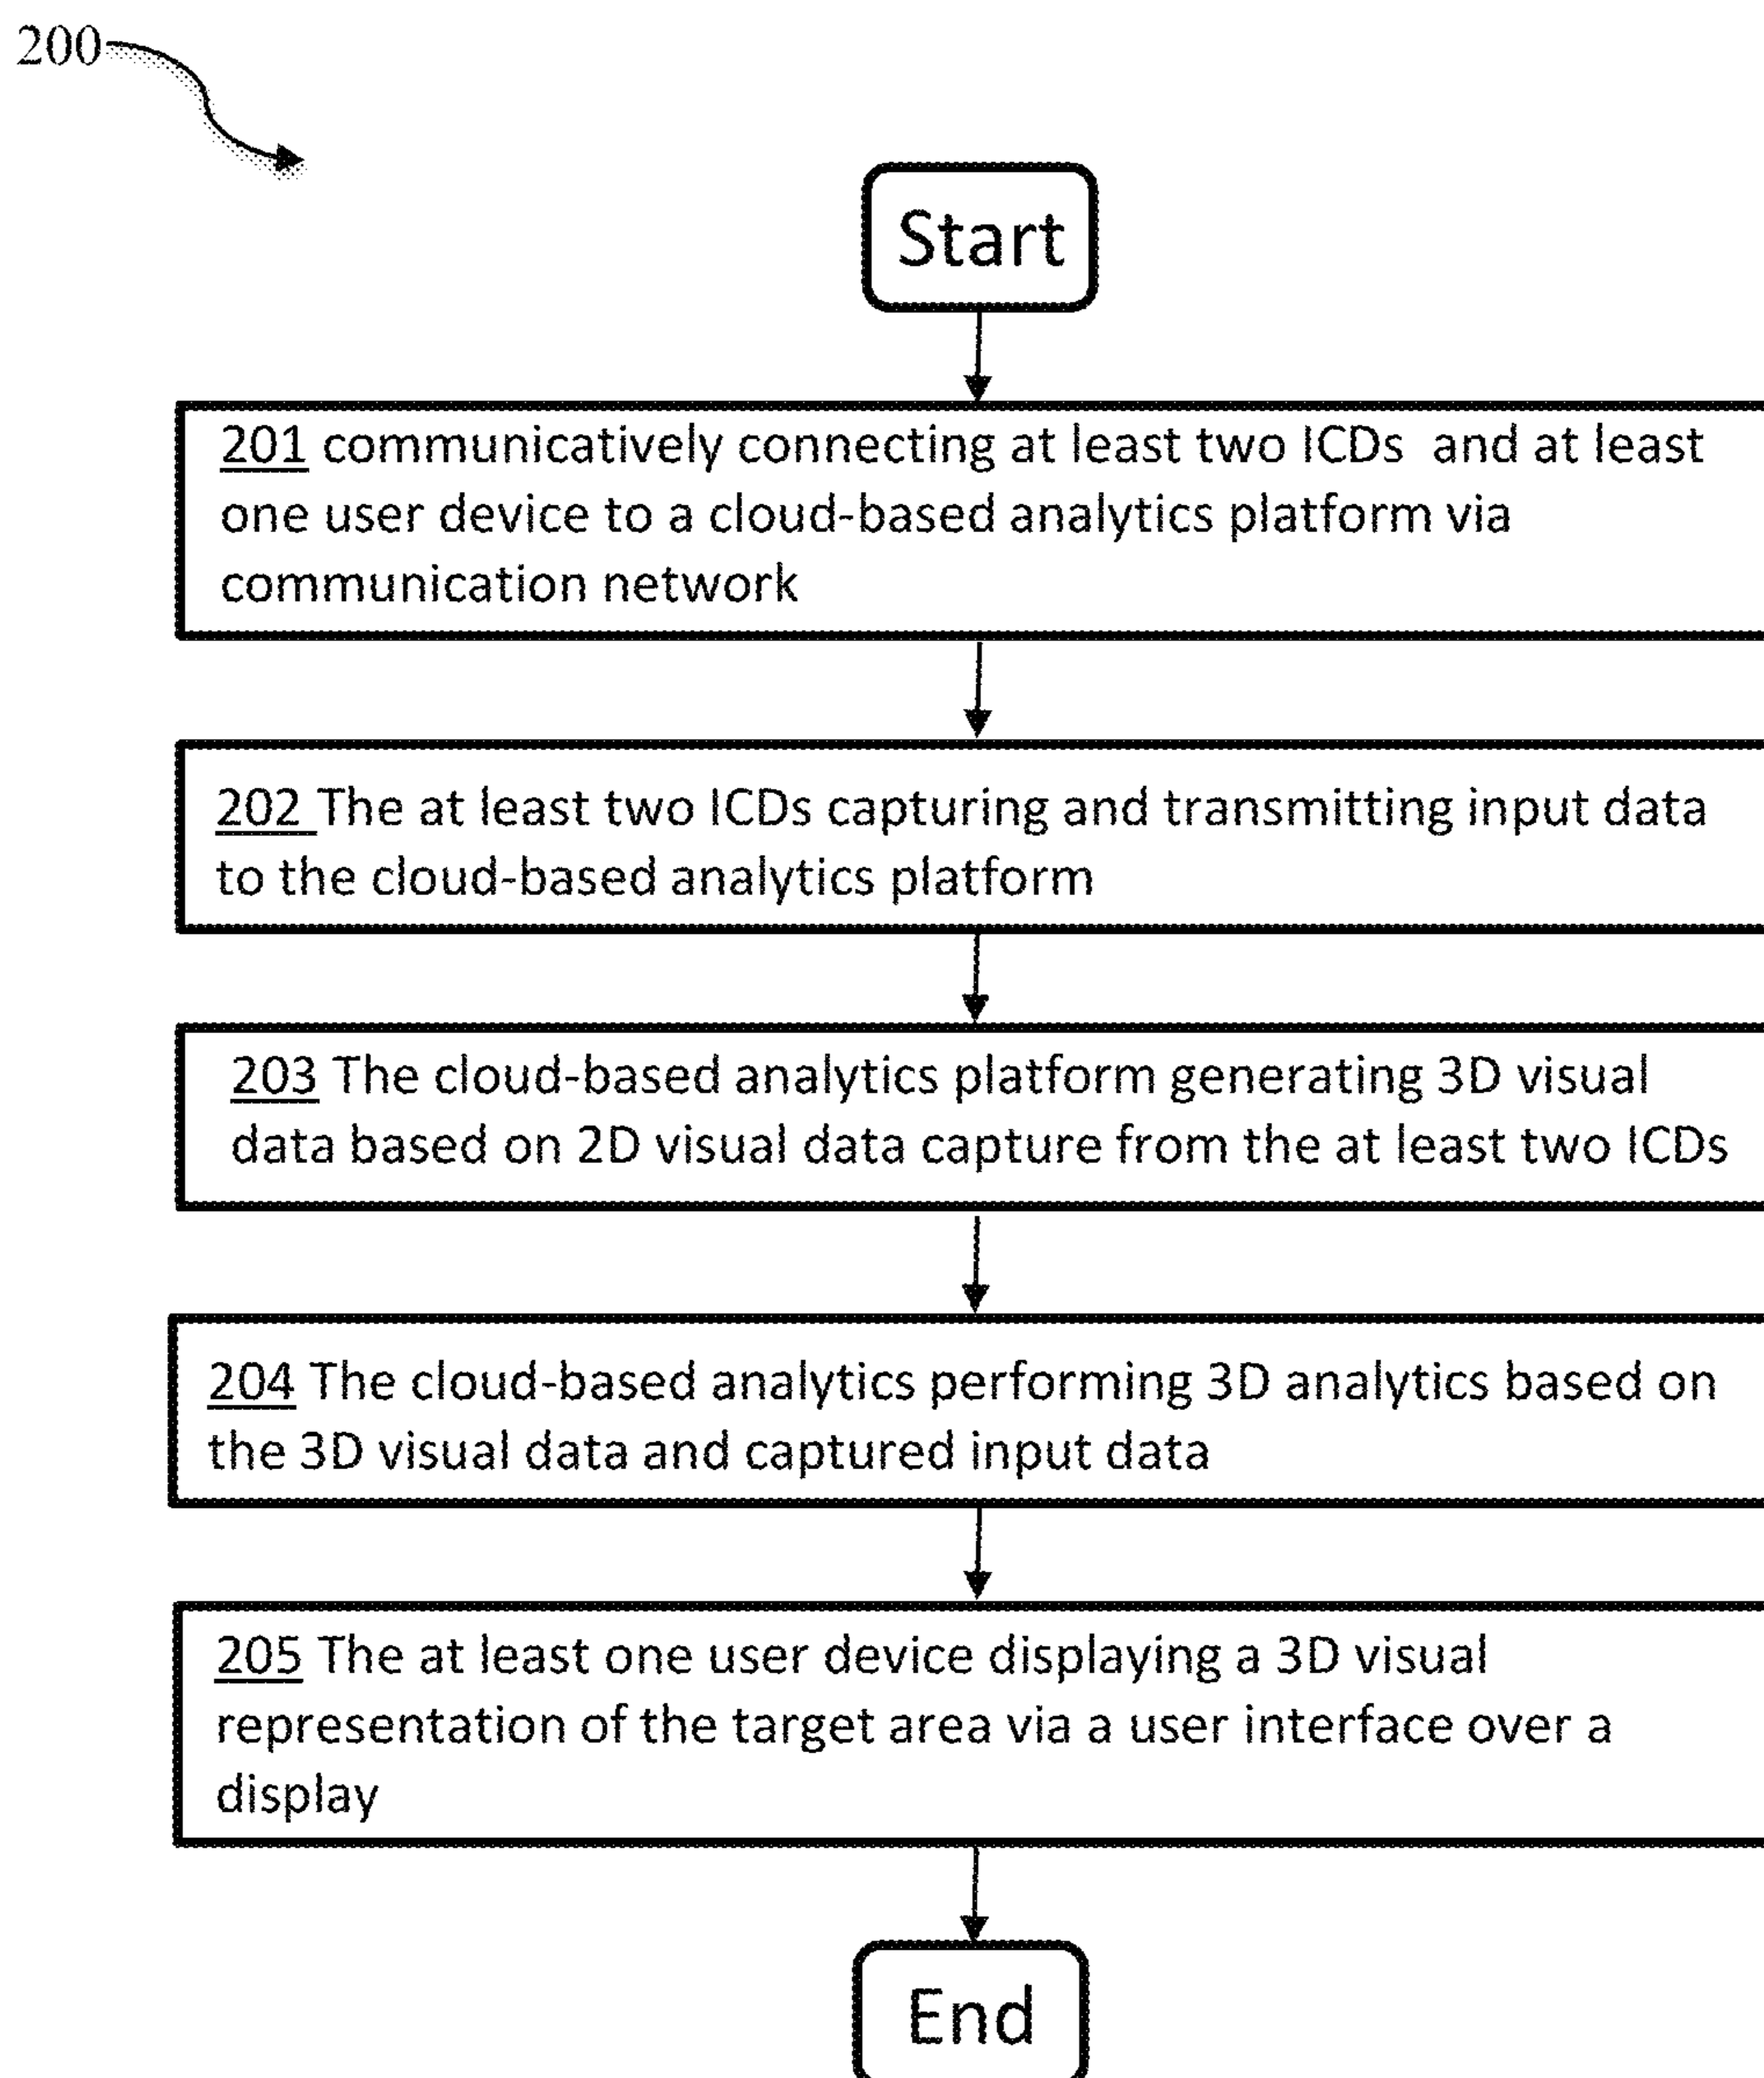 200
Start
201 communicatively connecting at least two ICDs and at least
one user device to a cloud-based analytics platform via
communication network
202 The at least two ICDs capturing and transmitting input data
to the cloud-based analytics platform
203 The cloud-based analytics platform generating 3D visual
data based on 2D visual data capture from the at least two ICDs
204 The cloud-based analytics performing 3D analytics based on
the 3D visual data and captured input data
205 The at least one user device displaying a 3D visual
representation of the target area via a user interface over a
display
End